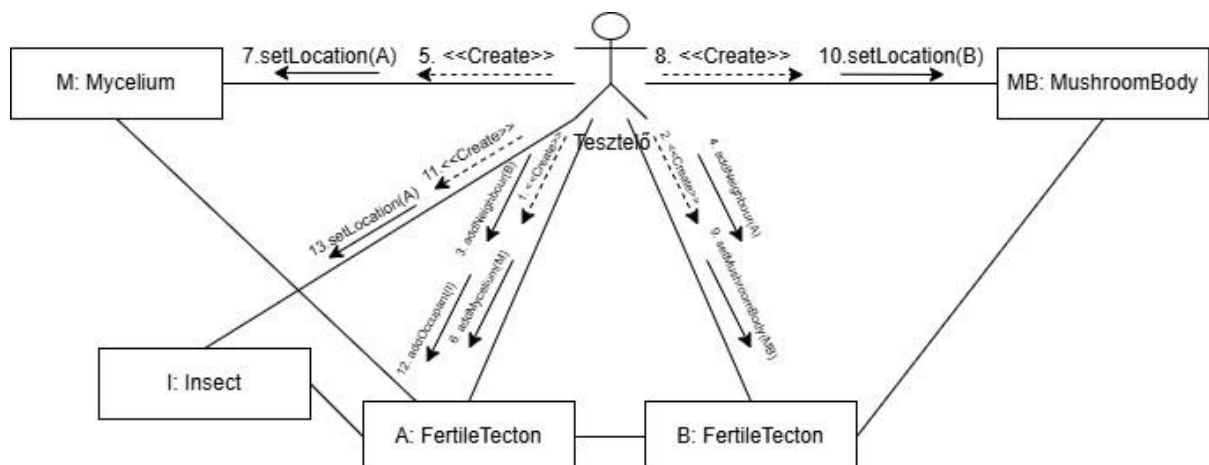 7.setLocation(A)
5. <<Create>>
8. <<Create>>
10.setLocation(B)
M: Mycelium
MB: MushroomBody
Tesztelő
11.<<Create>>
1. <<Create>>
2. <<Create>>
4. addNeighbour(A)
3. addNeighbour(B)
13.setLocation(A)
9. setMushroomBody(MB)
12. addOccupant(I)
6. addMycelium(M)
I: Insect
A: FertileTecton
B: FertileTecton